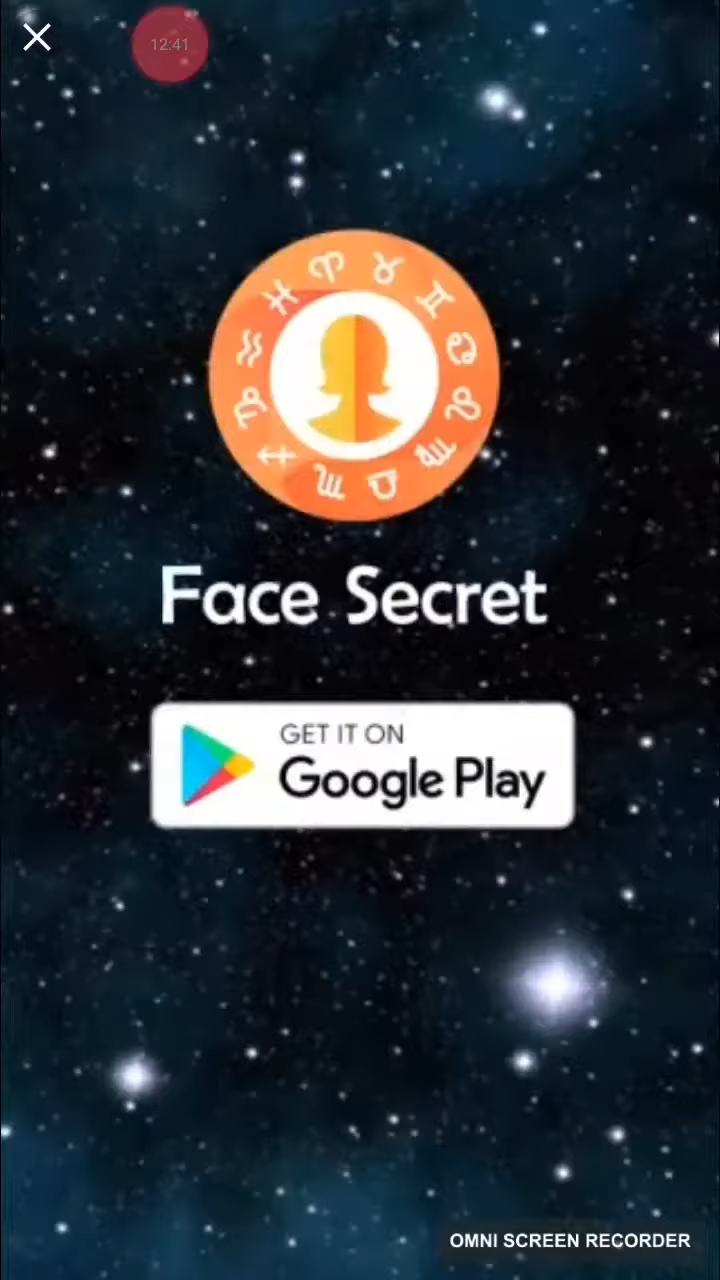 12:41
Face Secret
GET IT ON
Google Play
OMNI SCREEN RECORDER